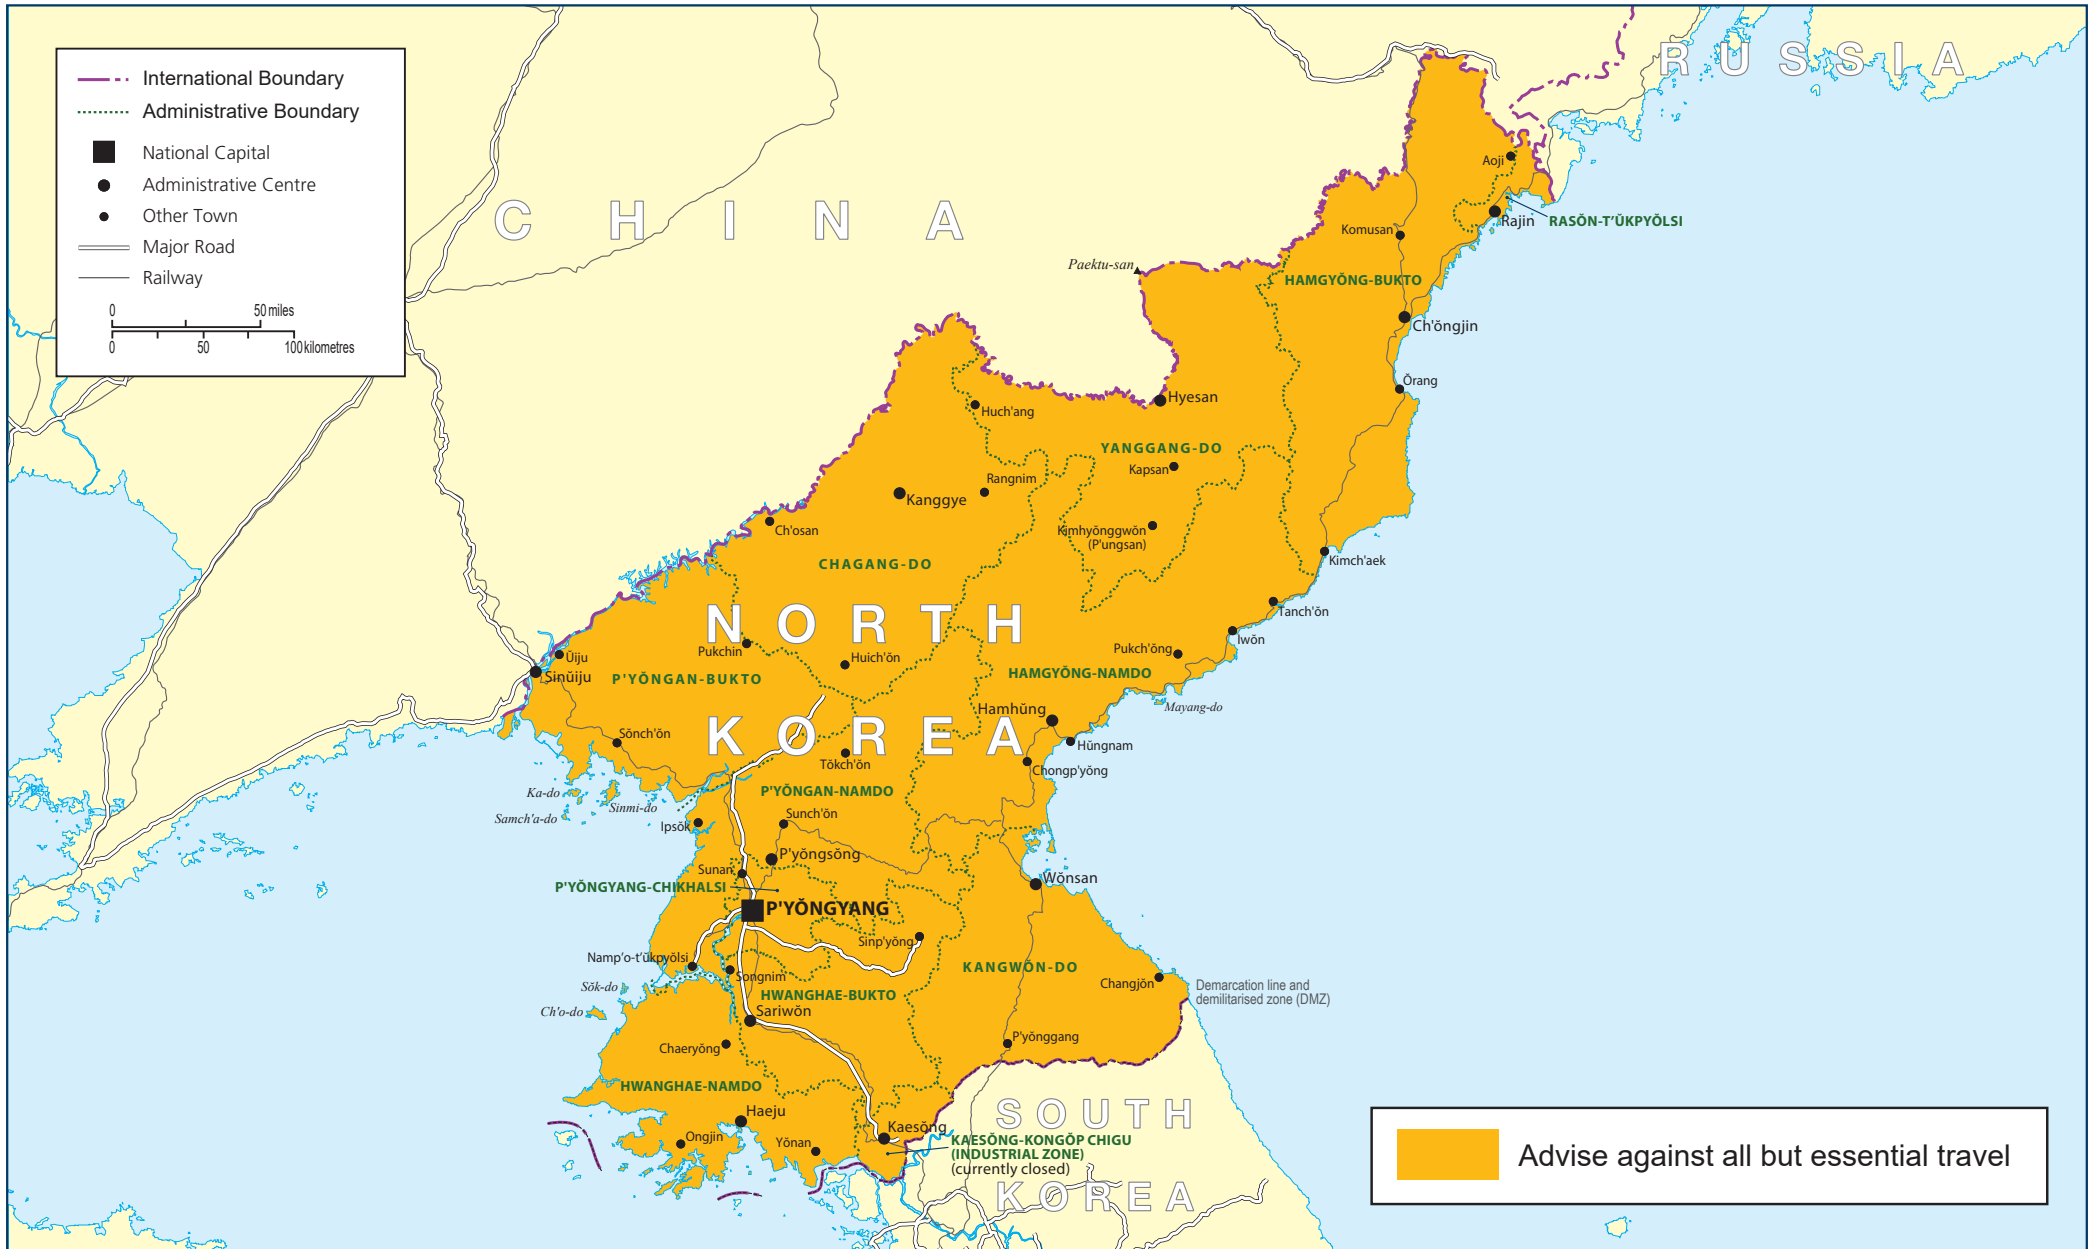 International Boundary
Administrative Boundary
National Capital
Administrative Centre
Other Town
Major Road
Railway
0 50 miles
0 50 100 kilometres
RUSSIA
CHINA
Aoji
Rajin
RASŎN-T'ŬKPYŎLSI
Komusan
Paektu-san
HAMGYŎNG-BUKTO
Ch'ŏngjin
Ŏrang
Hyesan
Huch'ang
YANGGANG-DO
Kapsan
Rangnim
Kanggye
Ch'osan
Kimhyŏnggwŏn
(P'ungsan)
Kimch'aek
CHAGANG-DO
Tanch'ŏn
NORTH
KOREA
Iwŏn
Pukchin
Huich'ŏn
Pukch'ŏng
Ŭiju
Sinŭiju
P'YŎNGAN-BUKTO
HAMGYŎNG-NAMDO
Mayang-do
Hamhŭng
Sŏnch'ŏn
Hŭngnam
Tŏkch'ŏn
Chongp'yŏng
Ka-do
Sinmi-do
Samch'a-do
P'YŎNGAN-NAMDO
Ipsŏk
Sunch'ŏn
P'yŏngsŏng
Sunan
Wŏnsan
P'YŎNGYANG-CHIKHALSI
P'YŎNGYANG
Sinp'yŏng
Namp'o-t'ŭkpyŏlsi
KANGWŎN-DO
Songnim
Changjŏn
Demarcation line and
demilitarised zone (DMZ)
Sŏk-do
HWANGHAE-BUKTO
Ch'o-do
Sariwŏn
P'yŏnggang
Chaeryŏng
HWANGHAE-NAMDO
Haeju
Kaesŏng
Ongjin
Yŏnan
KAESŎNG-KONGŎP CHIGU
(INDUSTRIAL ZONE)
(currently closed)
SOUTH
KOREA
Advise against all but essential travel